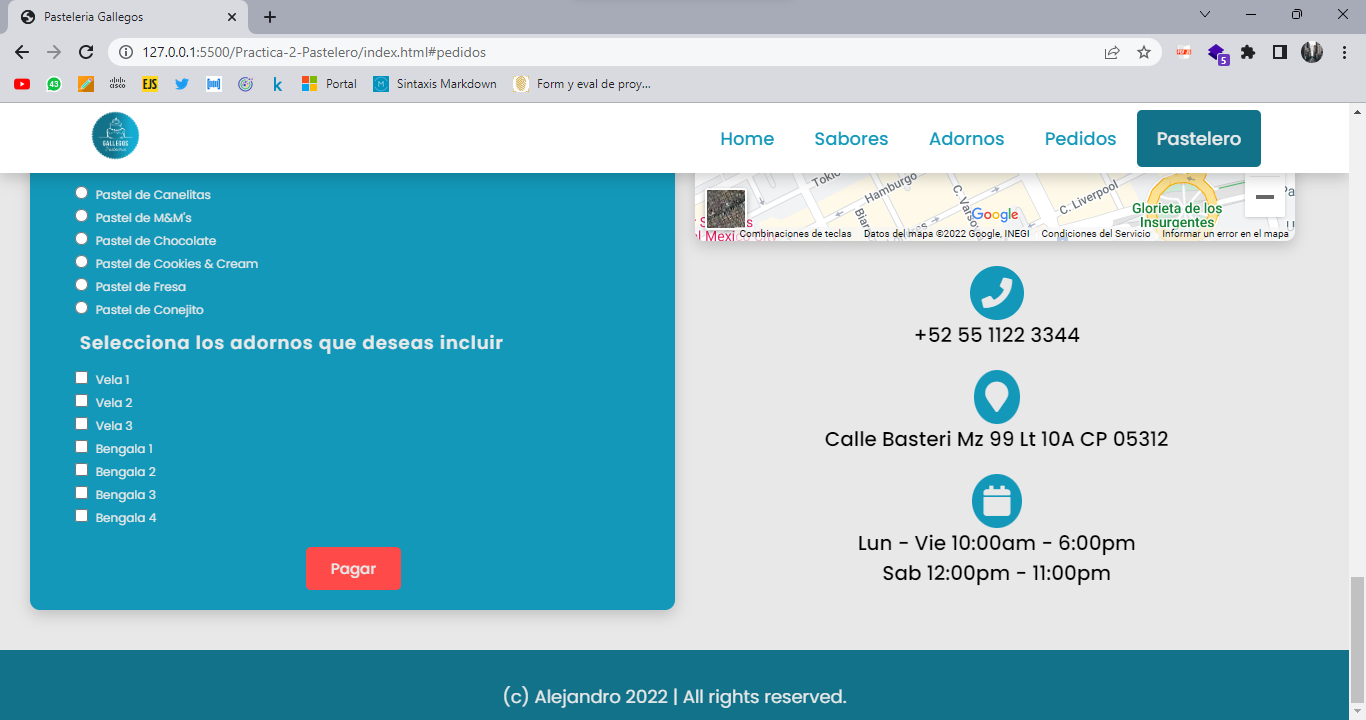 Pasteleria Gallegos
127.0.0.1:5500/Practica-2-Pastelero/index.html#pedidos
5
43
cisco
EJS
k
Portal
M
Sintaxis Markdown
Form y eval de proy...
GALLEGOS
Home
Sabores
Adornos
Pedidos
Pastelero
Pastel de Canelitas
Pastel de M&M's
Pastel de Chocolate
Pastel de Cookies & Cream
Pastel de Fresa
Pastel de Conejito
Selecciona los adornos que deseas incluir
Vela 1
Vela 2
Vela 3
Bengala 1
Bengala 2
Bengala 3
Bengala 4
Pagar
Tokio
Hamburgo
C. Varso
C. Liverpool
Google
Glorieta de los
Insurgentes
el Mexico City
Combinaciones de teclas
Datos del mapa ©2022 Google, INEGI
Condiciones del Servicio
Informar un error en el mapa
+52 55 1122 3344
Calle Basteri Mz 99 Lt 10A CP 05312
Lun - Vie 10:00am - 6:00pm
Sab 12:00pm - 11:00pm
(c) Alejandro 2022 | All rights reserved.